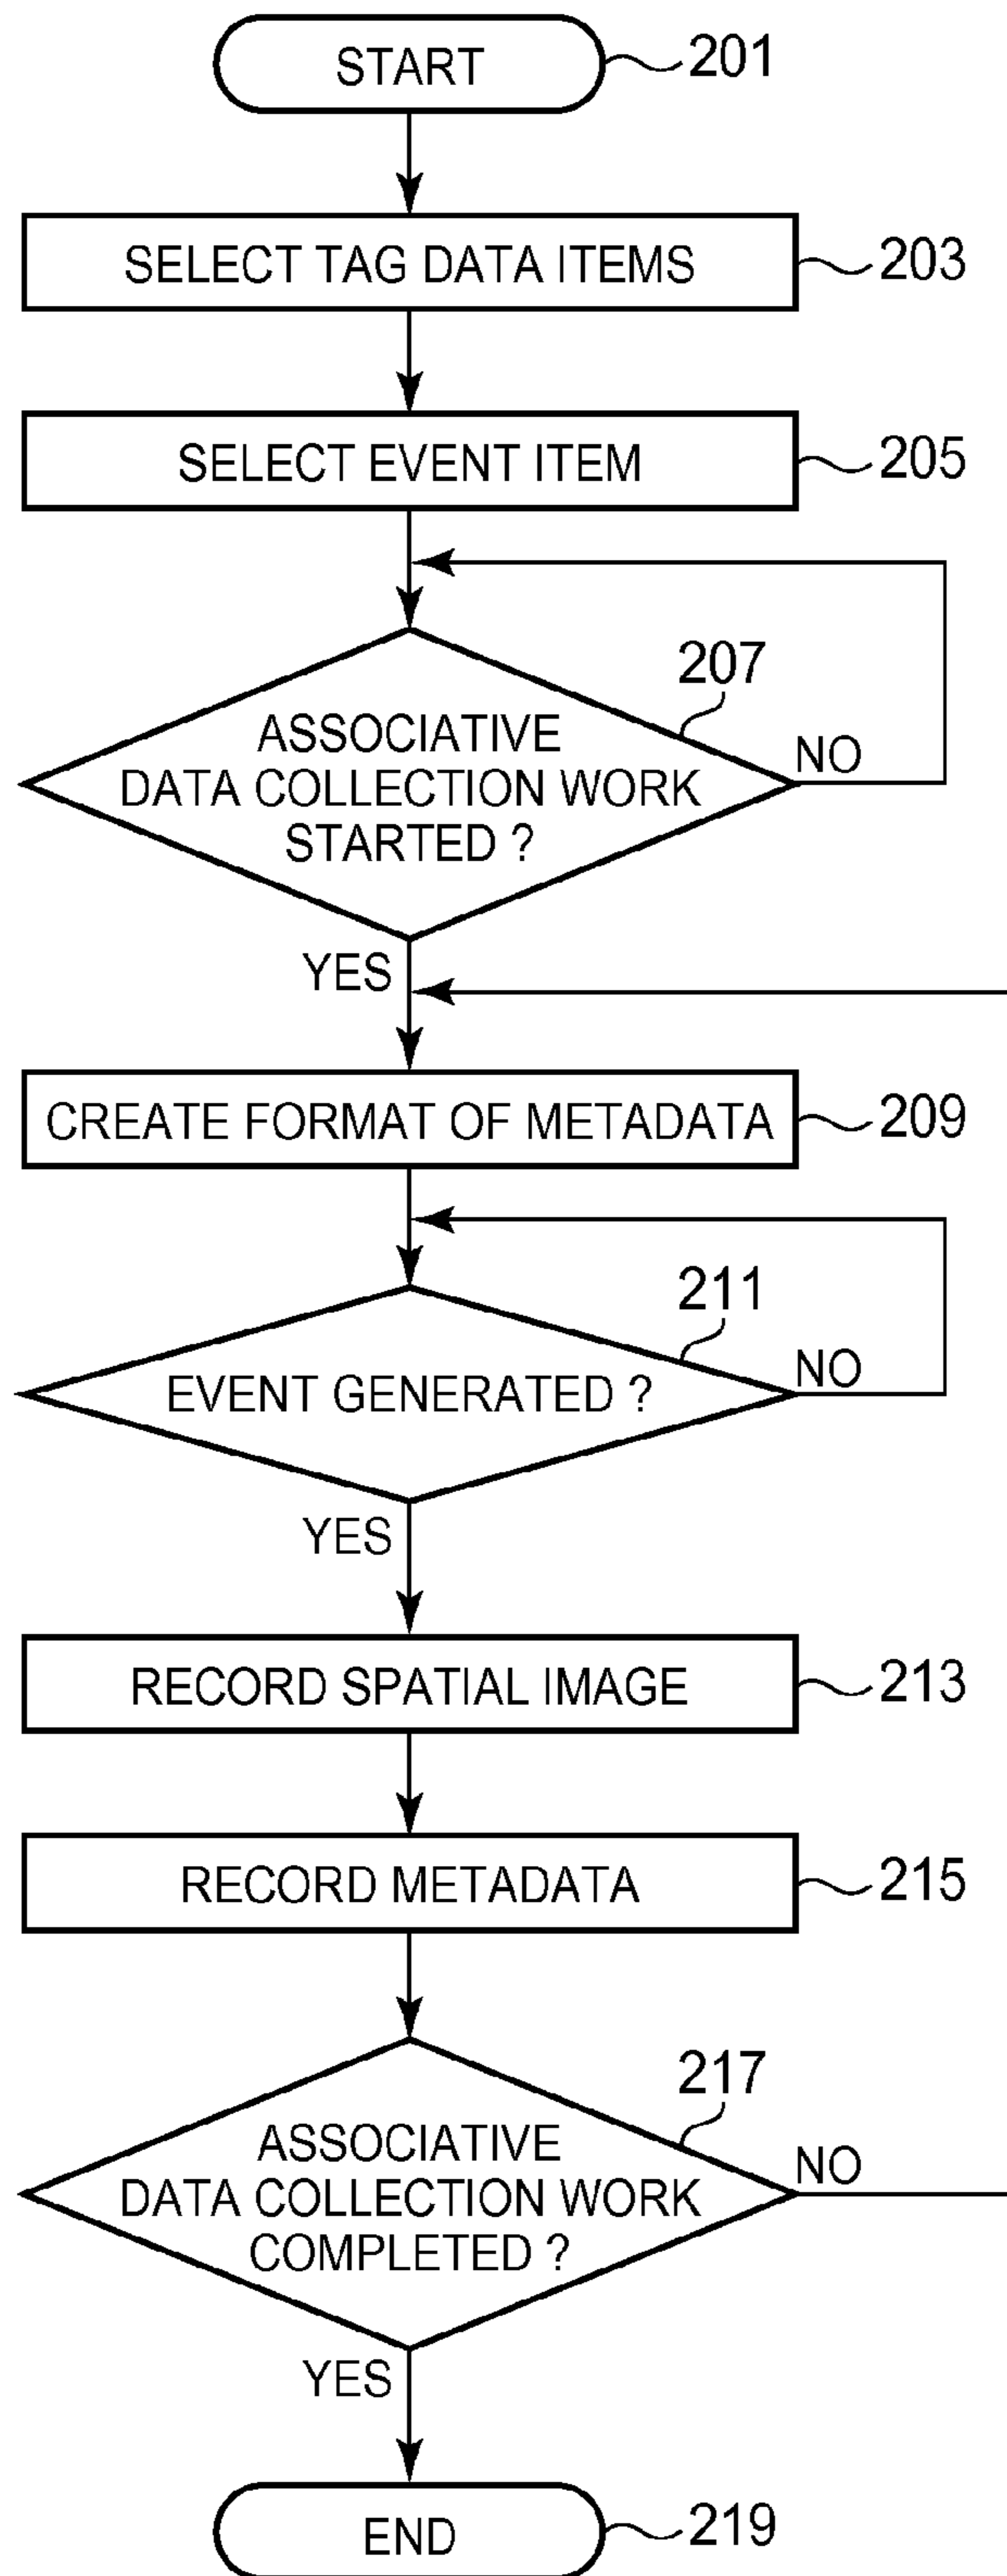 START
201
SELECT TAG DATA ITEMS
203
SELECT EVENT ITEM
205
207
ASSOCIATIVE
DATA COLLECTION WORK
STARTED ?
NO
YES
CREATE FORMAT OF METADATA
209
211
EVENT GENERATED ?
NO
YES
RECORD SPATIAL IMAGE
213
RECORD METADATA
215
217
ASSOCIATIVE
DATA COLLECTION WORK
COMPLETED ?
NO
YES
END
219